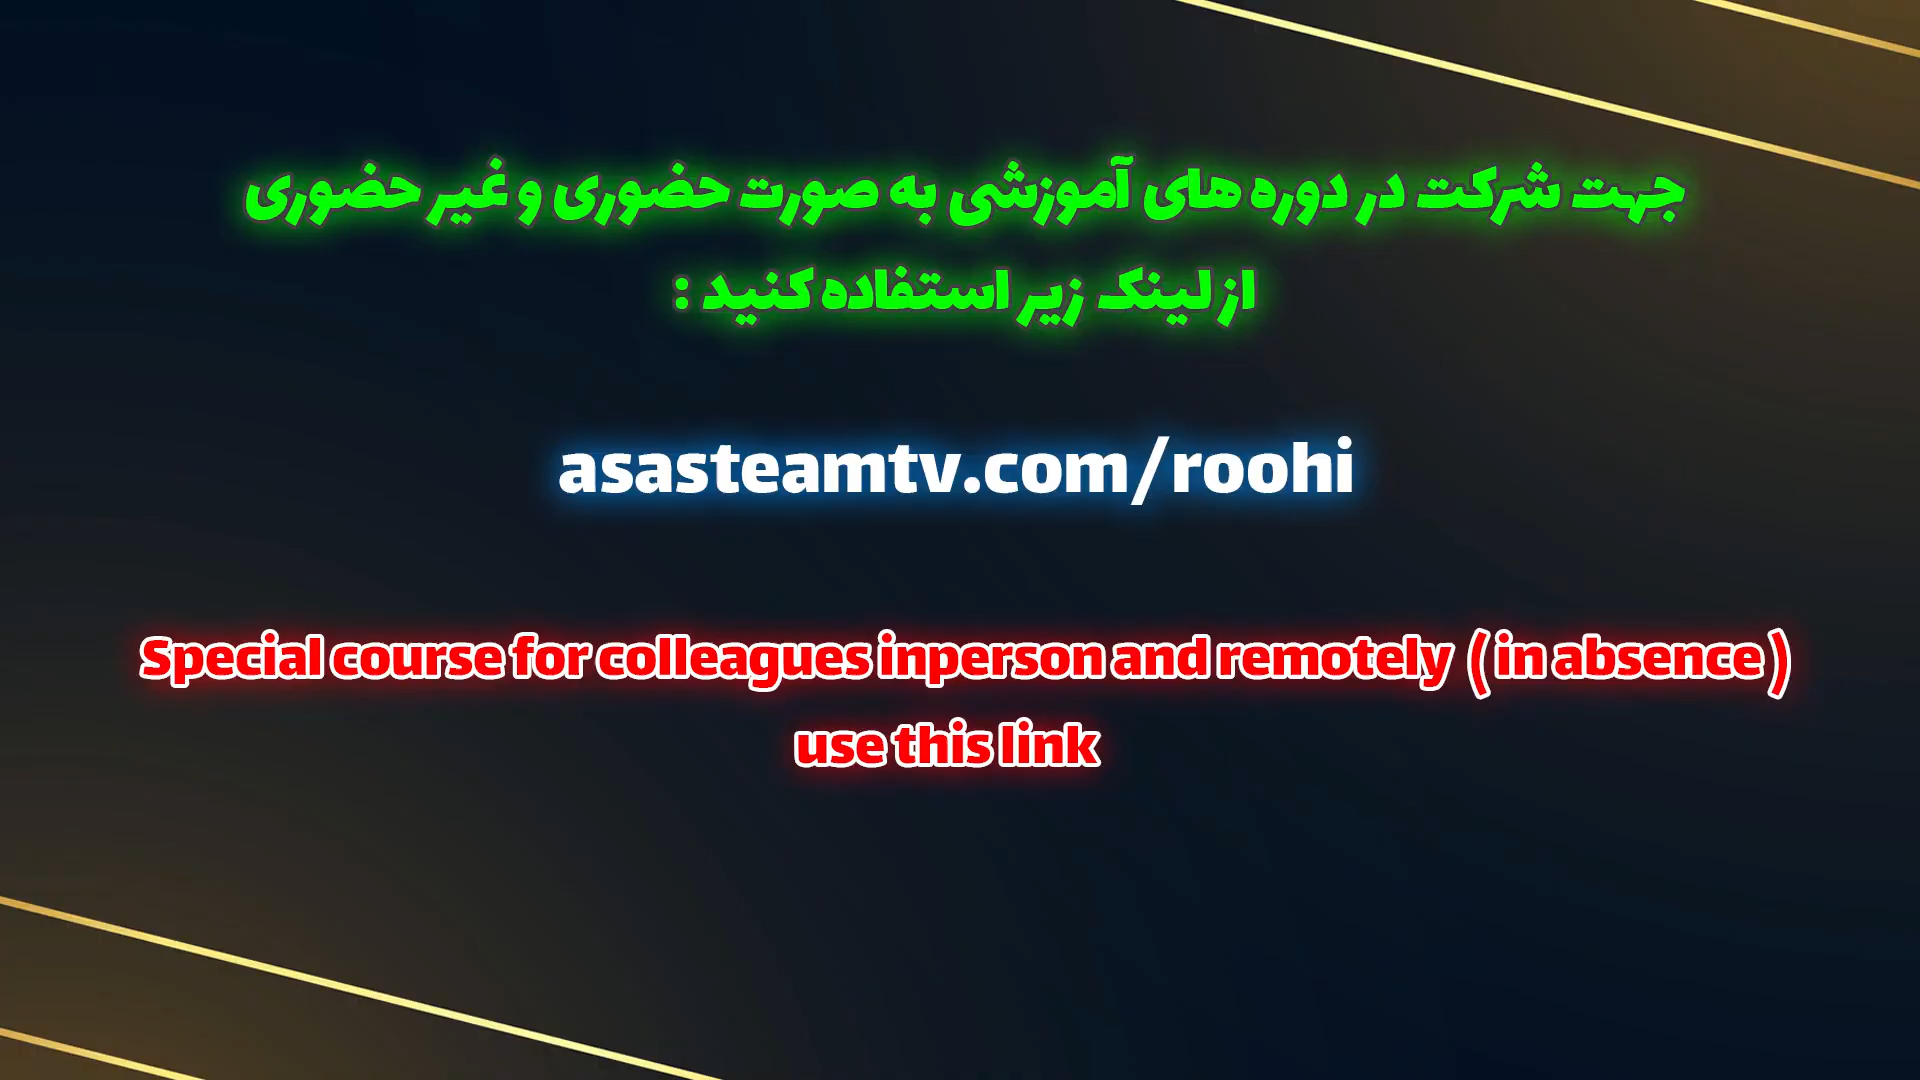 جهت شرکت در دوره های آموزشی به صورت حضوری و غیر حضوری
از لینک زیر استفاده کنید :
asasteamtv.com/roohi
Special course for colleagues inperson and remotely ( in absence )
use this link